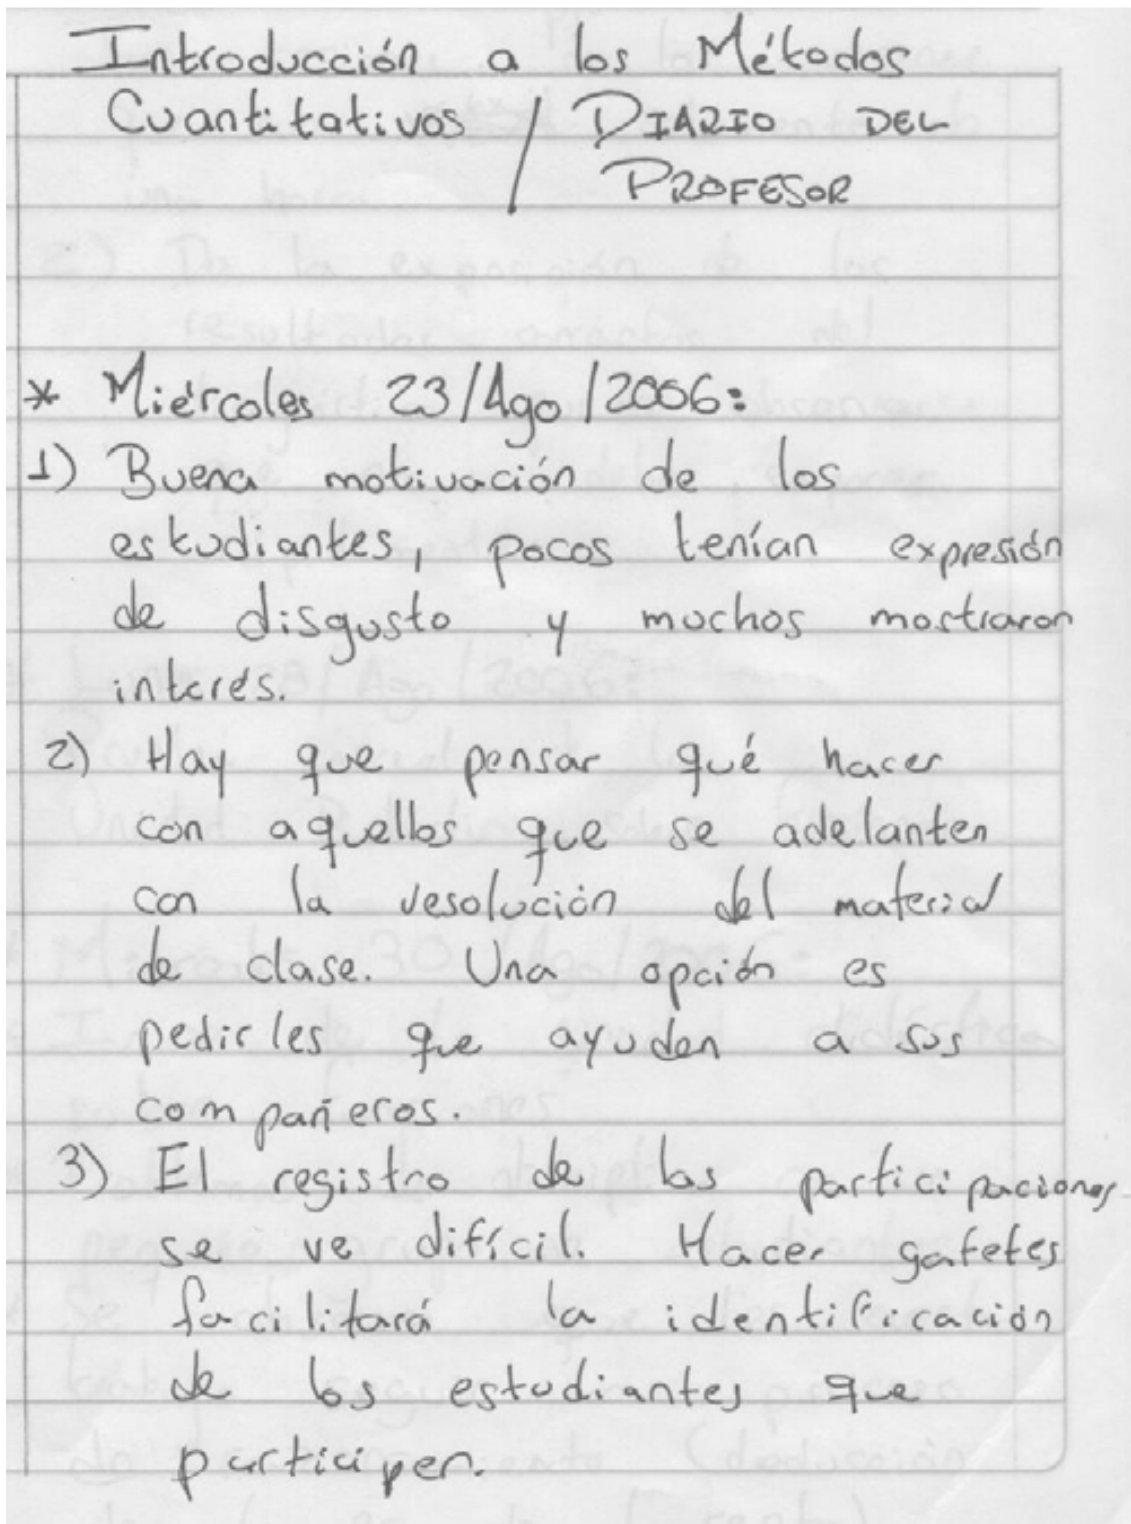 Introducción a los Métodos
Cuantitativos / DIARIO DEL
PROFESOR
* Miércoles 23/Ago/2006:
1) Buena motivación de los
estudiantes, pocos tenían expresión
de disgusto y muchos mostraron
interés.
2) Hay que pensar qué hacer
con aquellos que se adelanten
con la resolución del material
de clase. Una opción es
pedirles que ayuden a sus
compañeros.
3) El registro de las participaciones
se ve difícil. Hacer gafetes
facilitará la identificación
de los estudiantes que
participen.